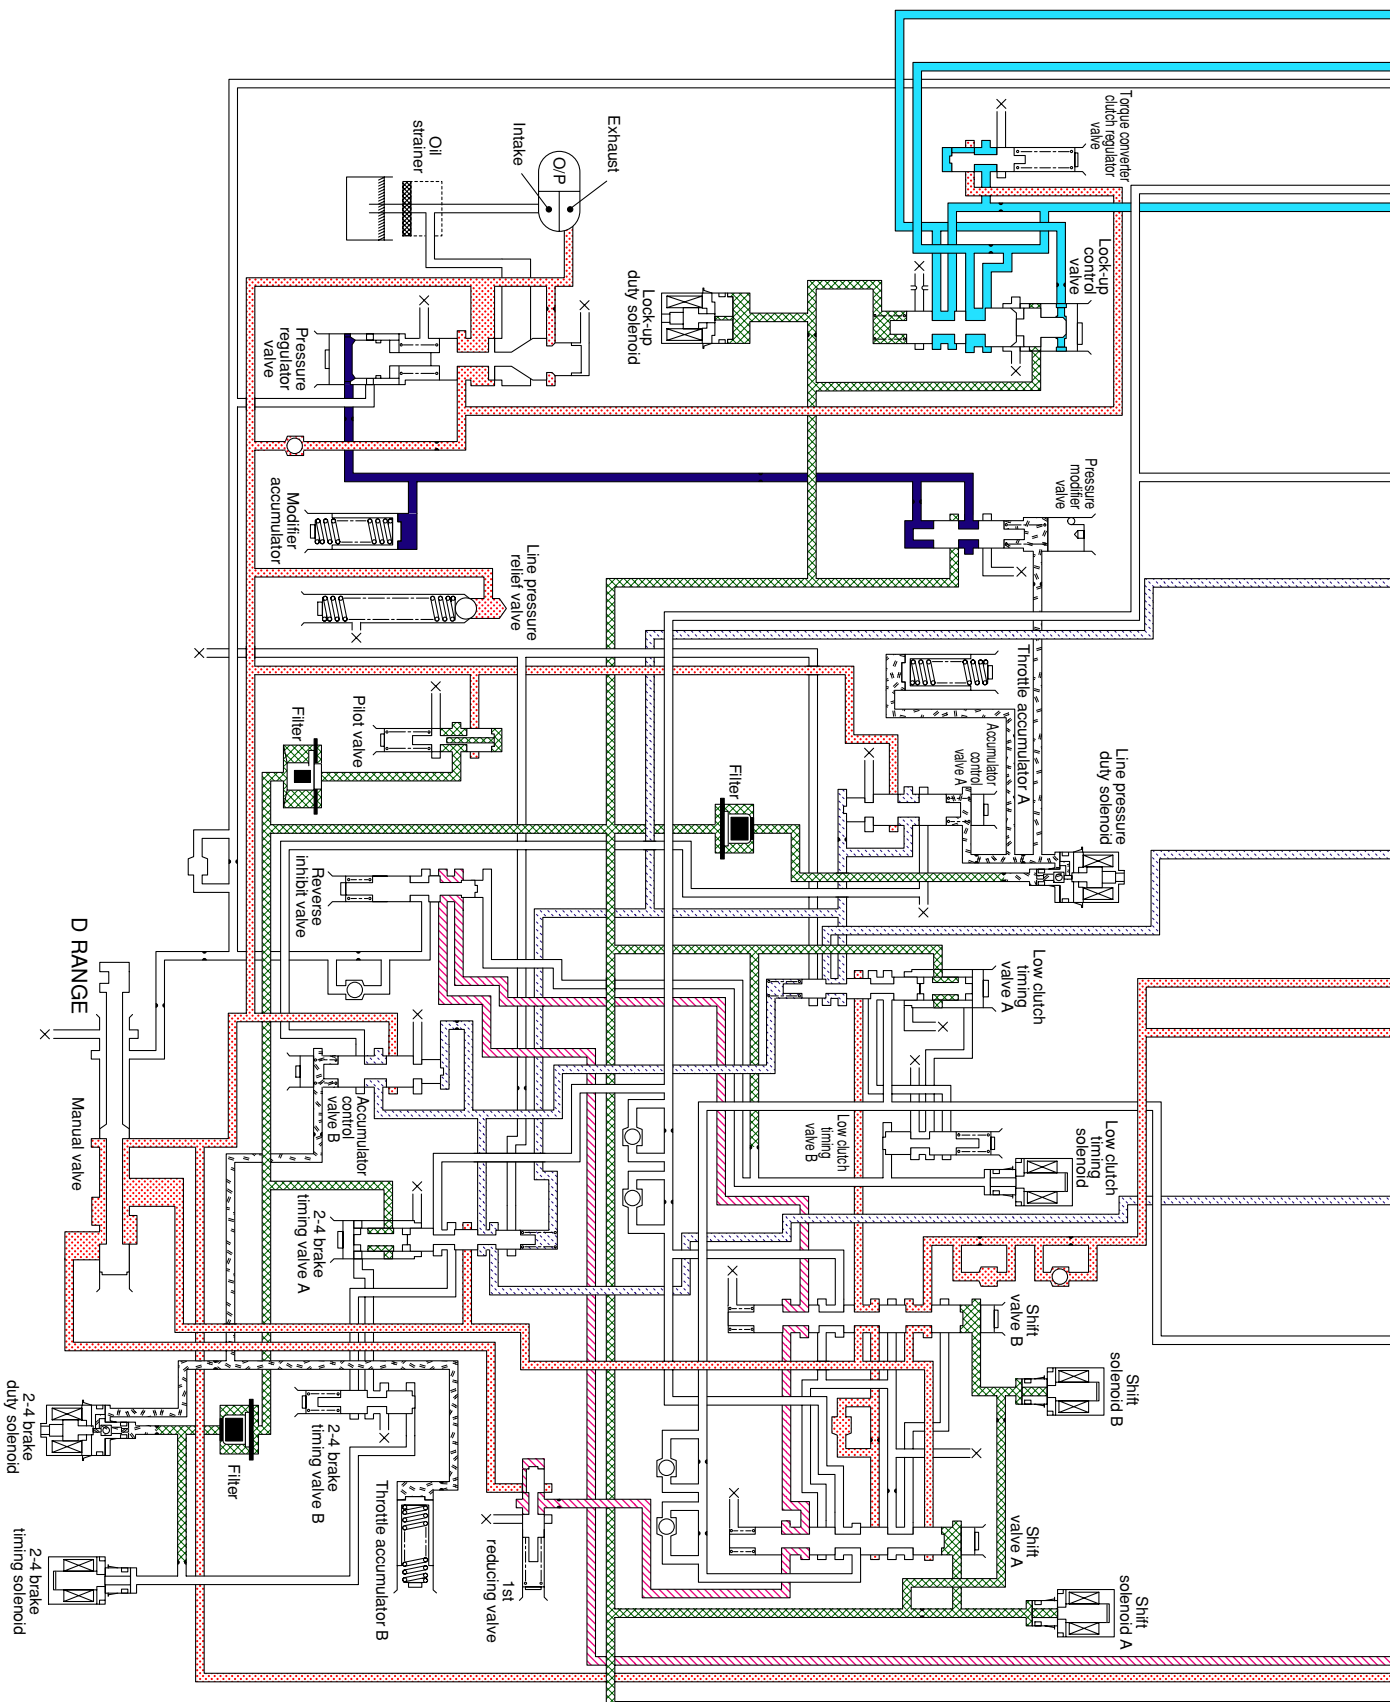 Torque converter
clutch regulator
valve
Lock-up
control
valve
Exhaust
Intake
O/P
Oil
strainer
Lock-up
duty solenoid
Pressure
regulator
valve
Pressure
modifier
valve
Modifier
accumulator
Line pressure
relief valve
Throttle accumulator A
Accumulator
control
valve A
Line pressure
duty solenoid
Pilot valve
Filter
Filter
Reverse
inhibit valve
Low clutch
timing
valve A
D RANGE
Manual valve
Accumulator
control
valve B
Low clutch
timing
valve B
Low clutch
timing
solenoid
2-4 brake
timing valve A
Shift
valve B
Shift
solenoid B
2-4 brake
duty solenoid
Filter
2-4 brake
timing valve B
Throttle accumulator B
1st
reducing valve
Shift
valve A
Shift
solenoid A
2-4 brake
timing solenoid